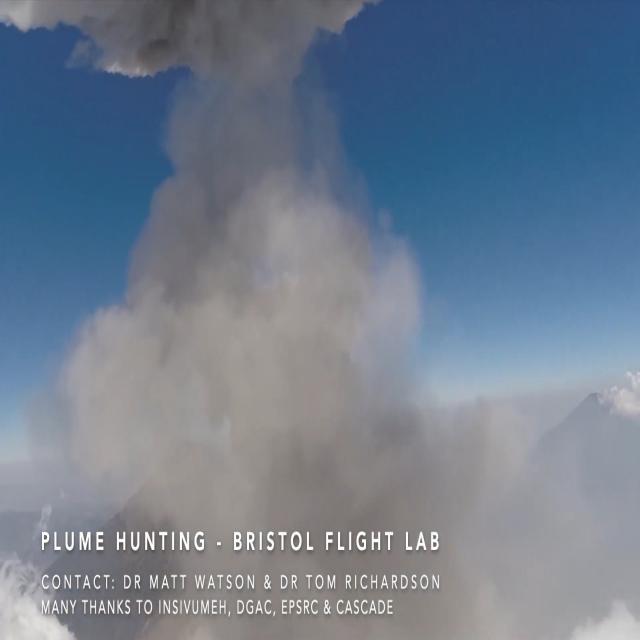 PLUME HUNTING - BRISTOL FLIGHT LAB
CONTACT: DR MATT WATSON & DR TOM RICHARDSON
MANY THANKS TO INSIVUMEH, DGAC, EPSRC & CASCADE